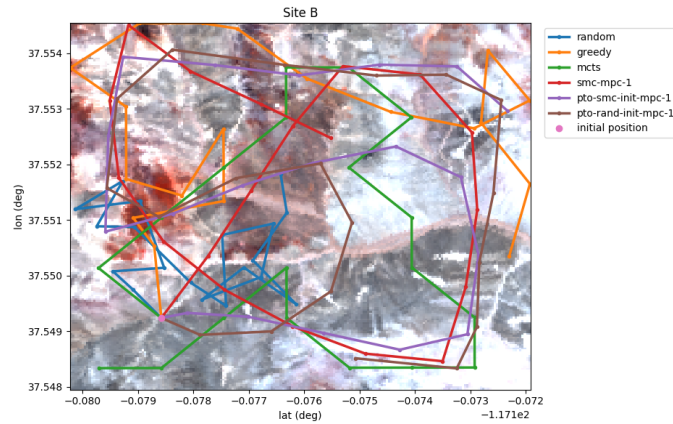 Site B
37.554
37.553
37.552
37.551
37.550
37.549
37.548
lon (deg)
−0.080
−0.079
−0.078
−0.077
−0.076
−0.075
−0.074
−0.073
−0.072
lat (deg)
−1.171e2
random
greedy
mcts
smc-mpc-1
pto-smc-init-mpc-1
pto-rand-init-mpc-1
initial position